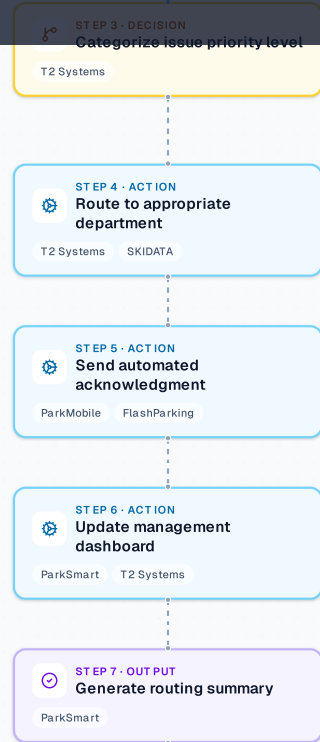 STEP 3 · DECISION
Categorize issue priority level
T2 Systems
STEP 4 · ACTION
Route to appropriate
department
T2 Systems SKIDATA
STEP 5 · ACTION
Send automated
acknowledgment
ParkMobile FlashParking
STEP 6 · ACTION
Update management
dashboard
ParkSmart T2 Systems
STEP 7 · OUTPUT
Generate routing summary
ParkSmart